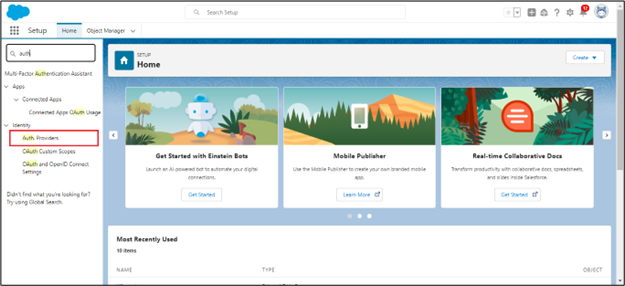 Search Setup
Setup
Home
Object Manager
auth
Multi-Factor Authentication Assistant
Apps
Connected Apps
Connected Apps OAuth Usage
Identity
Auth. Providers
OAuth Custom Scopes
OAuth and OpenID Connect
Settings
Didn't find what you're looking for?
Try using Global Search.
SETUP
Home
Create
Get Started with Einstein Bots
Launch an AI-powered bot to automate your digital
connections.
Get Started
Mobile Publisher
Use the Mobile Publisher to create your own branded mobile
app.
Learn More
Real-time Collaborative Docs
Transform productivity with collaborative docs, spreadsheets,
and slides inside Salesforce.
Get Started
Most Recently Used
10 items
NAME
TYPE
OBJECT